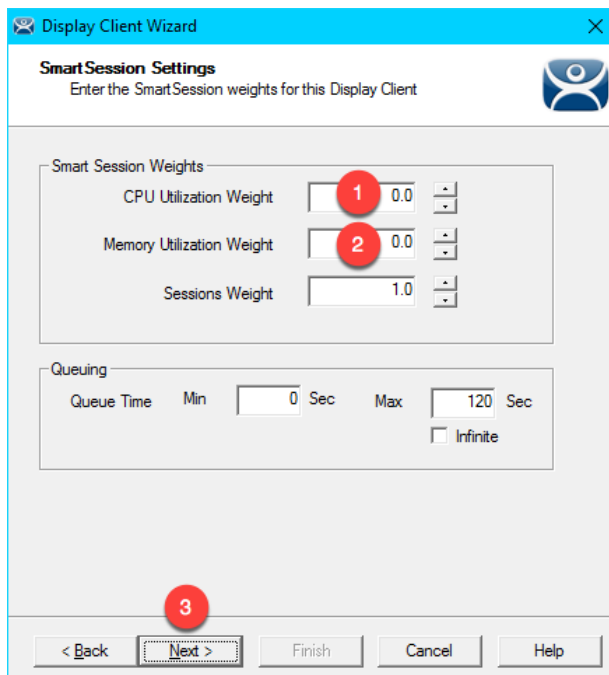 Display Client Wizard
SmartSession Settings
Enter the SmartSession weights for this Display Client
Smart Session Weights
CPU Utilization Weight 1 0.0
Memory Utilization Weight 2 0.0
Sessions Weight 1.0
Queuing
Queue Time Min 0 Sec Max 120 Sec
Infinite
3
< Back Next > Finish Cancel Help